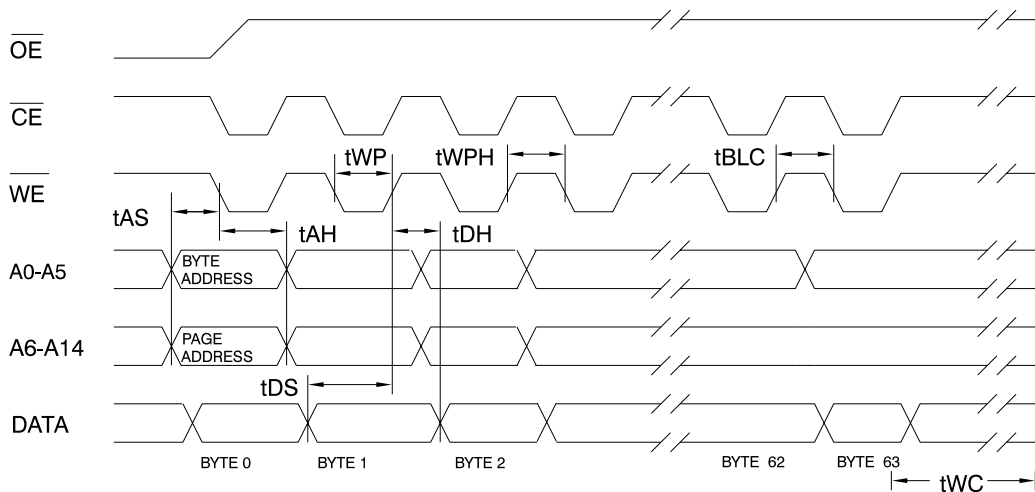 OE
CE
tWP
tWPH
tBLC
WE
tAS
tAH
tDH
A0-A5
BYTE
ADDRESS
A6-A14
PAGE
ADDRESS
tDS
DATA
BYTE 0
BYTE 1
BYTE 2
BYTE 62
BYTE 63
tWC